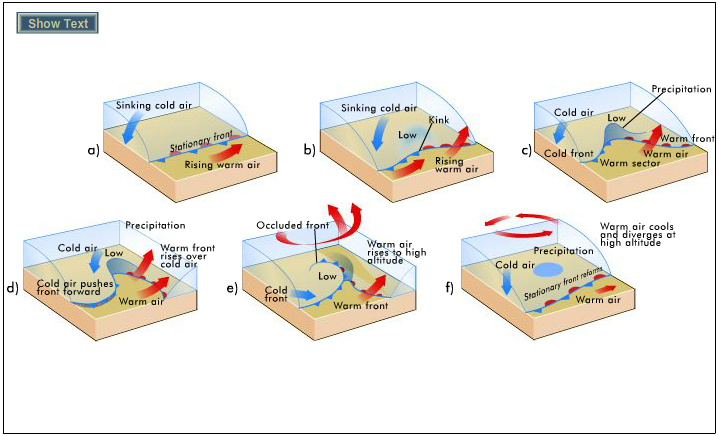 Show Text
Sinking cold air
Stationary front
Rising warm air
a)
Sinking cold air
Kink
Low
Rising
warm air
b)
Precipitation
Cold air
Low
Warm front
Cold front
Warm air
Warm sector
c)
Precipitation
Cold air
Low
Warm front
rises over
cold air
Cold air pushes
front forward
Warm air
d)
Occluded front
Warm air
rises to high
altitude
Low
Cold
front
Warm front
e)
Warm air cools
and diverges at
high altitude
Precipitation
Cold air
Stationary front reforms
Warm air
f)